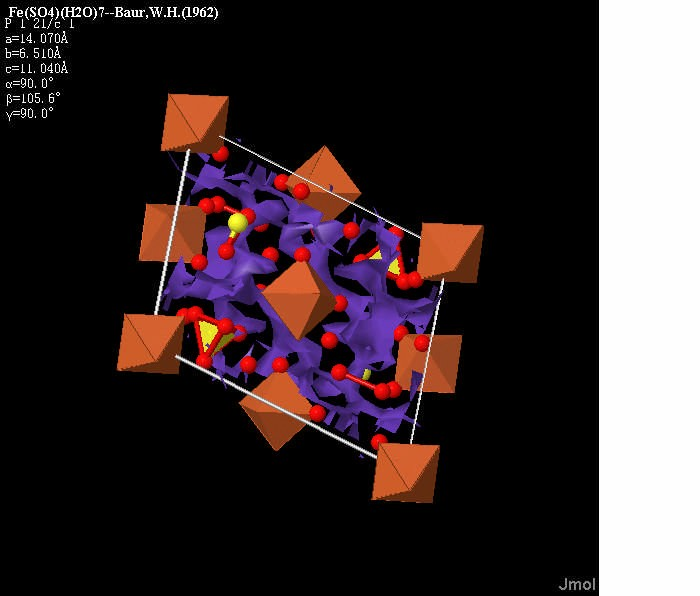 Fe(SO4)(H2O)7--Baur,W.H.(1962)
P 1 21/c 1
a=14.070Å
b=6.510Å
c=11.040Å
α=90.0°
β=105.6°
γ=90.0°
Jmol